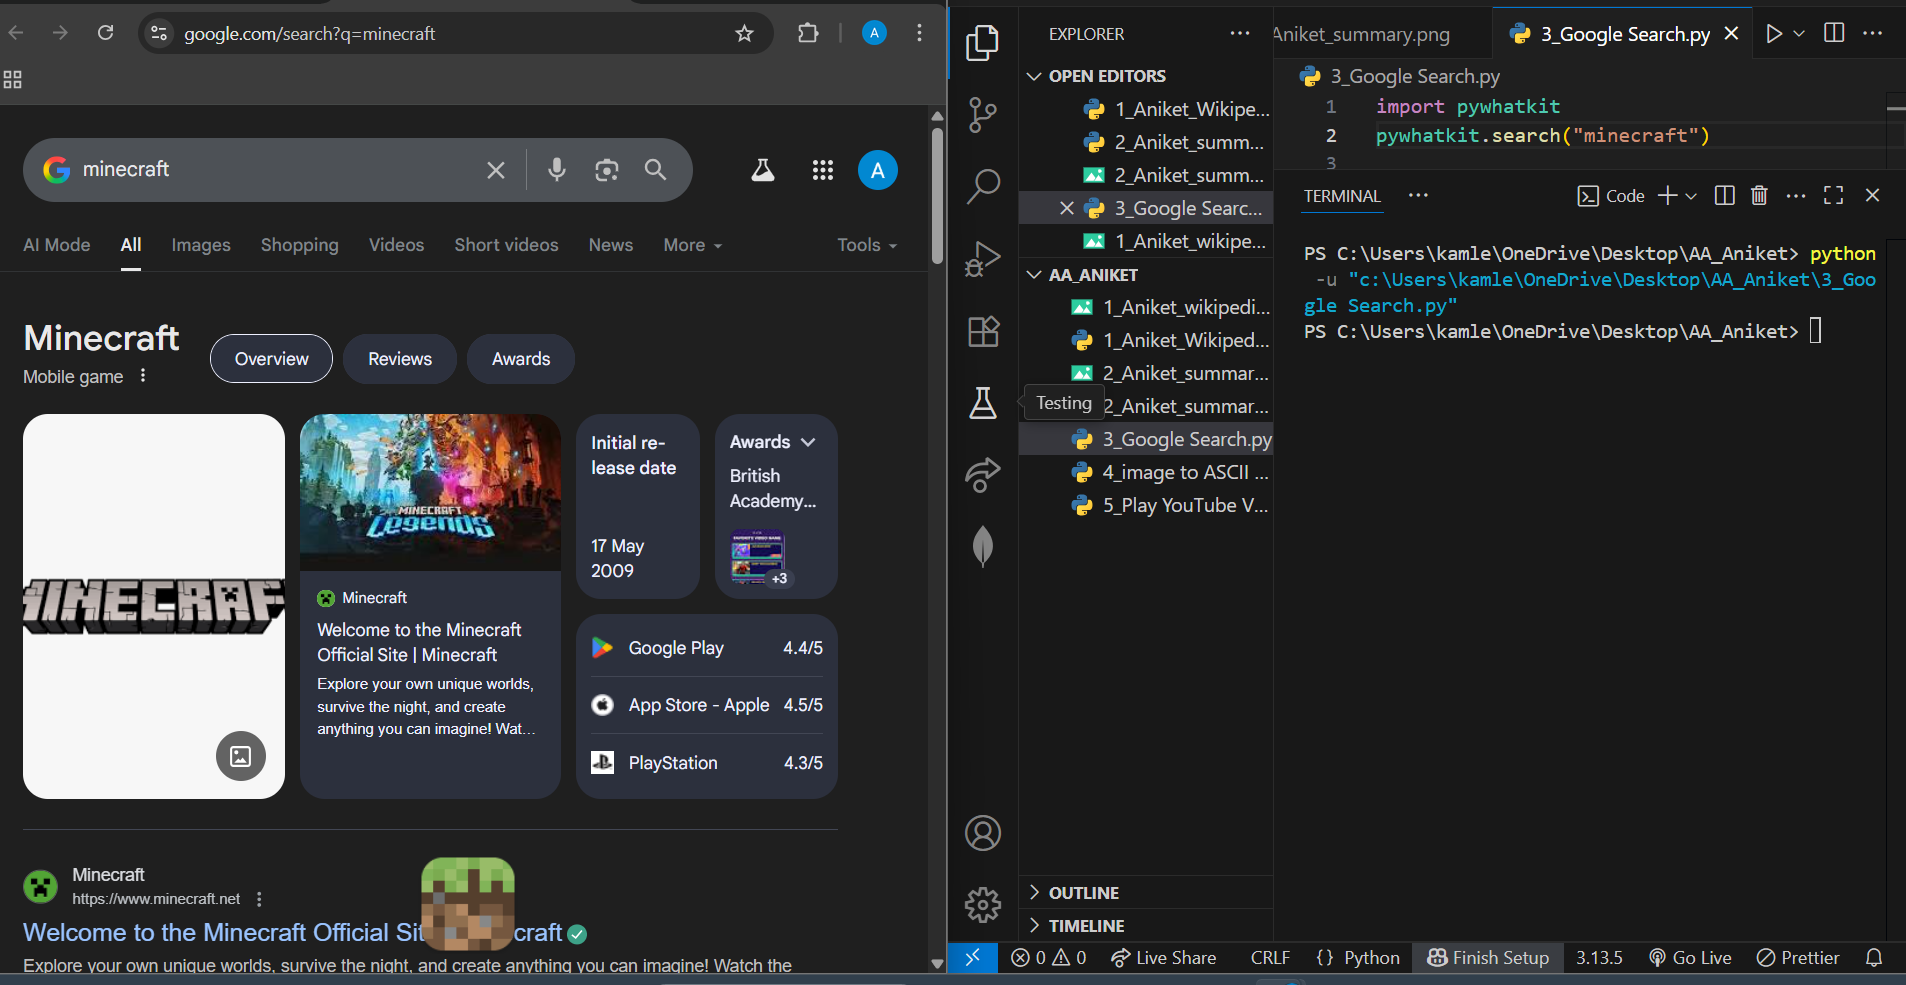 google.com/search?q=minecraft
A
minecraft
A
AI Mode All Images Shopping Videos Short videos News More Tools
Minecraft
Mobile game
Overview
Reviews
Awards
MINECRAFT
MINECRAFT
Legends
Minecraft
Welcome to the Minecraft
Official Site | Minecraft
Explore your own unique worlds,
survive the night, and create
anything you can imagine! Wat...
Initial re-
lease date
17 May
2009
Awards
British
Academy...
+3
Google Play 4.4/5
App Store - Apple 4.5/5
PlayStation 4.3/5
Minecraft
https://www.minecraft.net
Welcome to the Minecraft Official Sit craft
Explore your own unique worlds, survive the night, and create anything you can imagine! Watch the
EXPLORER
OPEN EDITORS
1_Aniket_Wikipe...
2_Aniket_summ...
2_Aniket_summ...
3_Google Searc...
1_Aniket_wikipe...
AA_ANIKET
1_Aniket_wikipedi...
1_Aniket_Wikiped...
2_Aniket_summar...
Testing
2_Aniket_summar...
3_Google Search.py
4_image to ASCII ...
5_Play YouTube V...
OUTLINE
TIMELINE
Aniket_summary.png
3_Google Search.py
3_Google Search.py
1 import pywhatkit
2 pywhatkit.search("minecraft")
3
TERMINAL
Code
PS C:\Users\kamle\OneDrive\Desktop\AA_Aniket> python
-u "c:\Users\kamle\OneDrive\Desktop\AA_Aniket\3_Goo
gle Search.py"
PS C:\Users\kamle\OneDrive\Desktop\AA_Aniket>
0 0 Live Share CRLF {} Python Finish Setup 3.13.5 Go Live Prettier